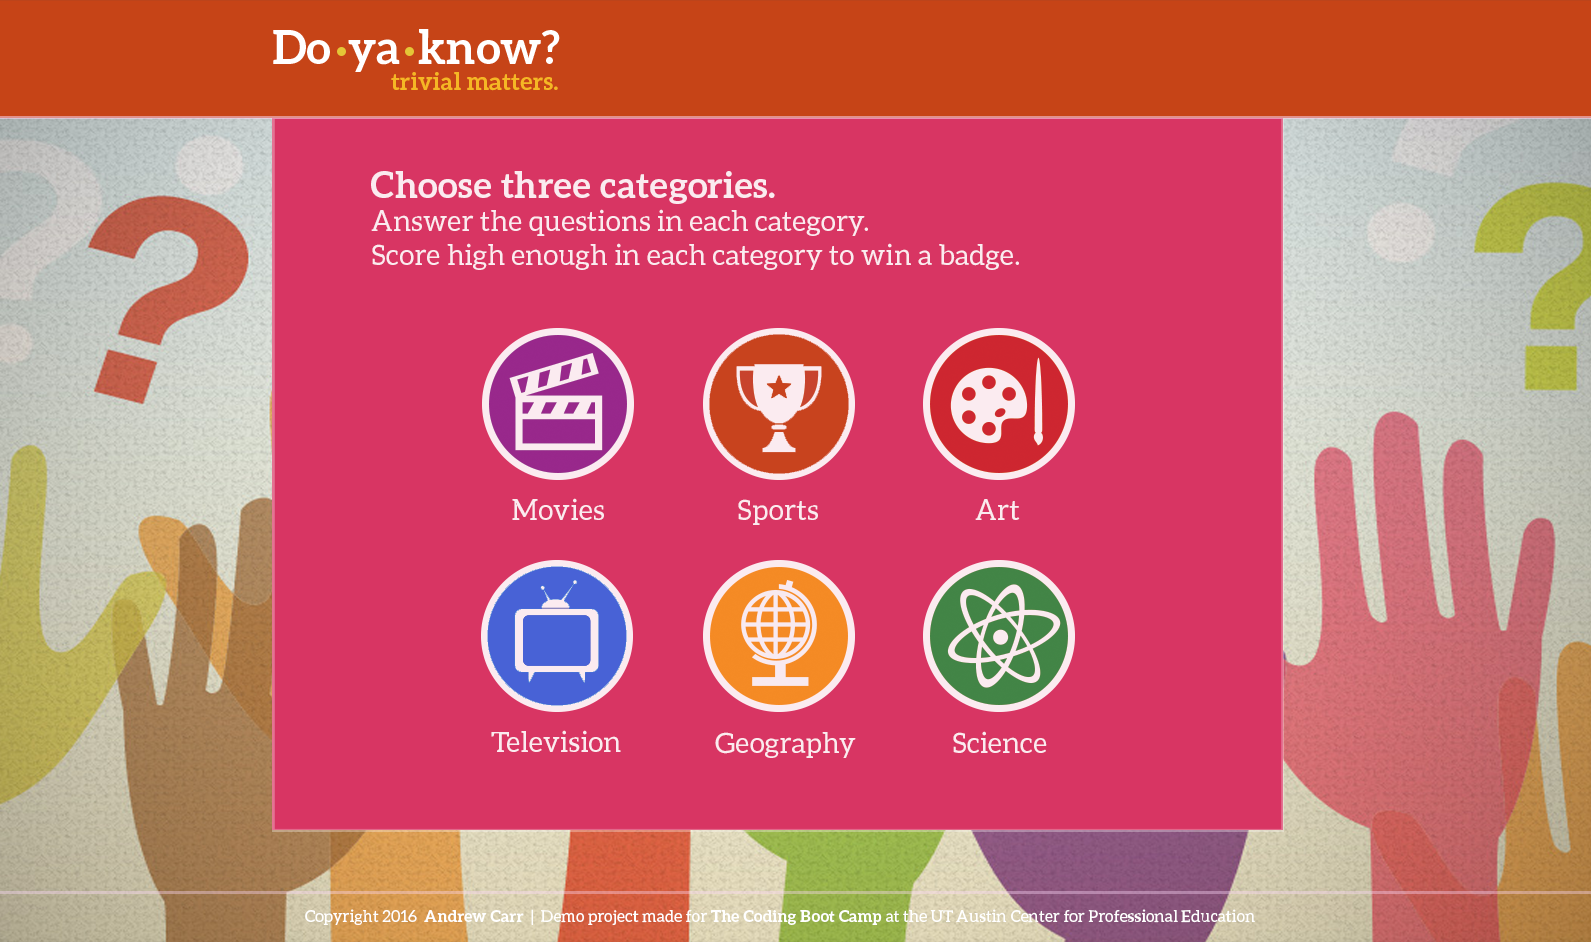 Do•ya•know?
trivial matters.
Choose three categories.
Answer the questions in each category.
Score high enough in each category to win a badge.
Movies
Sports
Art
Television
Geography
Science
Copyright 2016 Andrew Carr | Demo project made for The Coding Boot Camp at the UT Austin Center for Professional Education